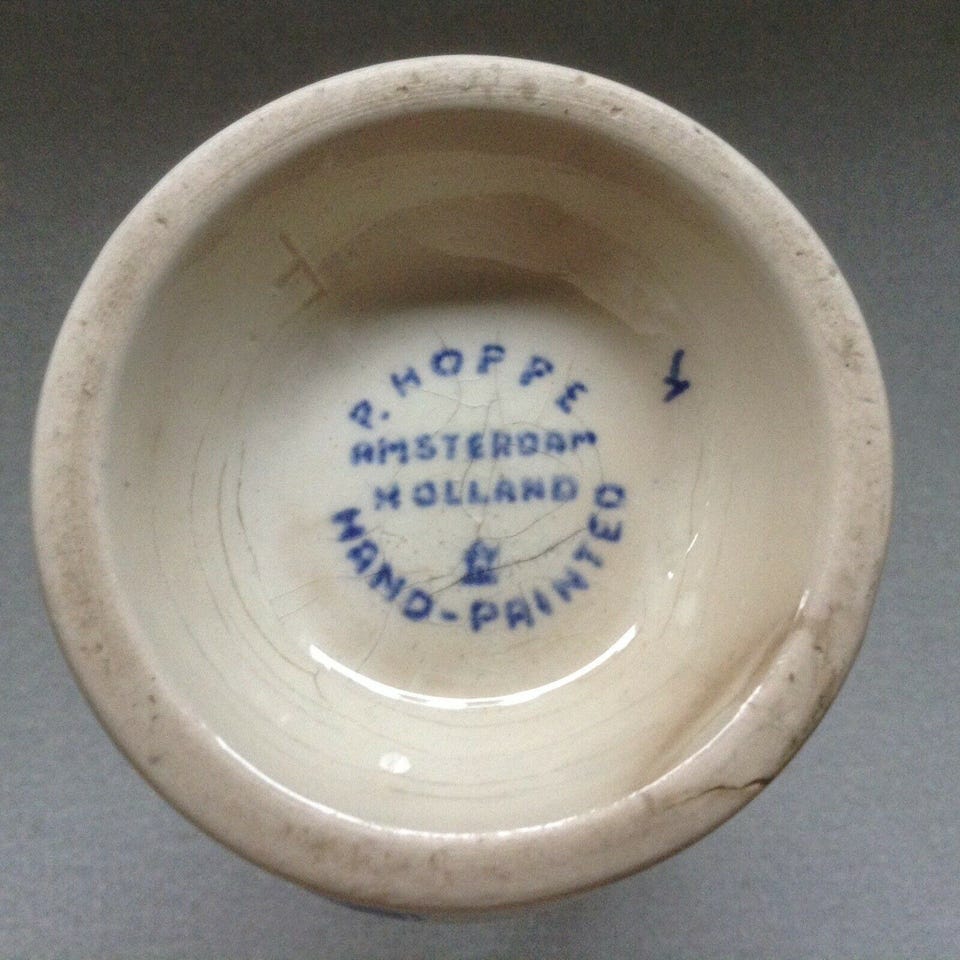 P. HOPPE
AMSTERDAM
HOLLAND
HAND-PAINTED